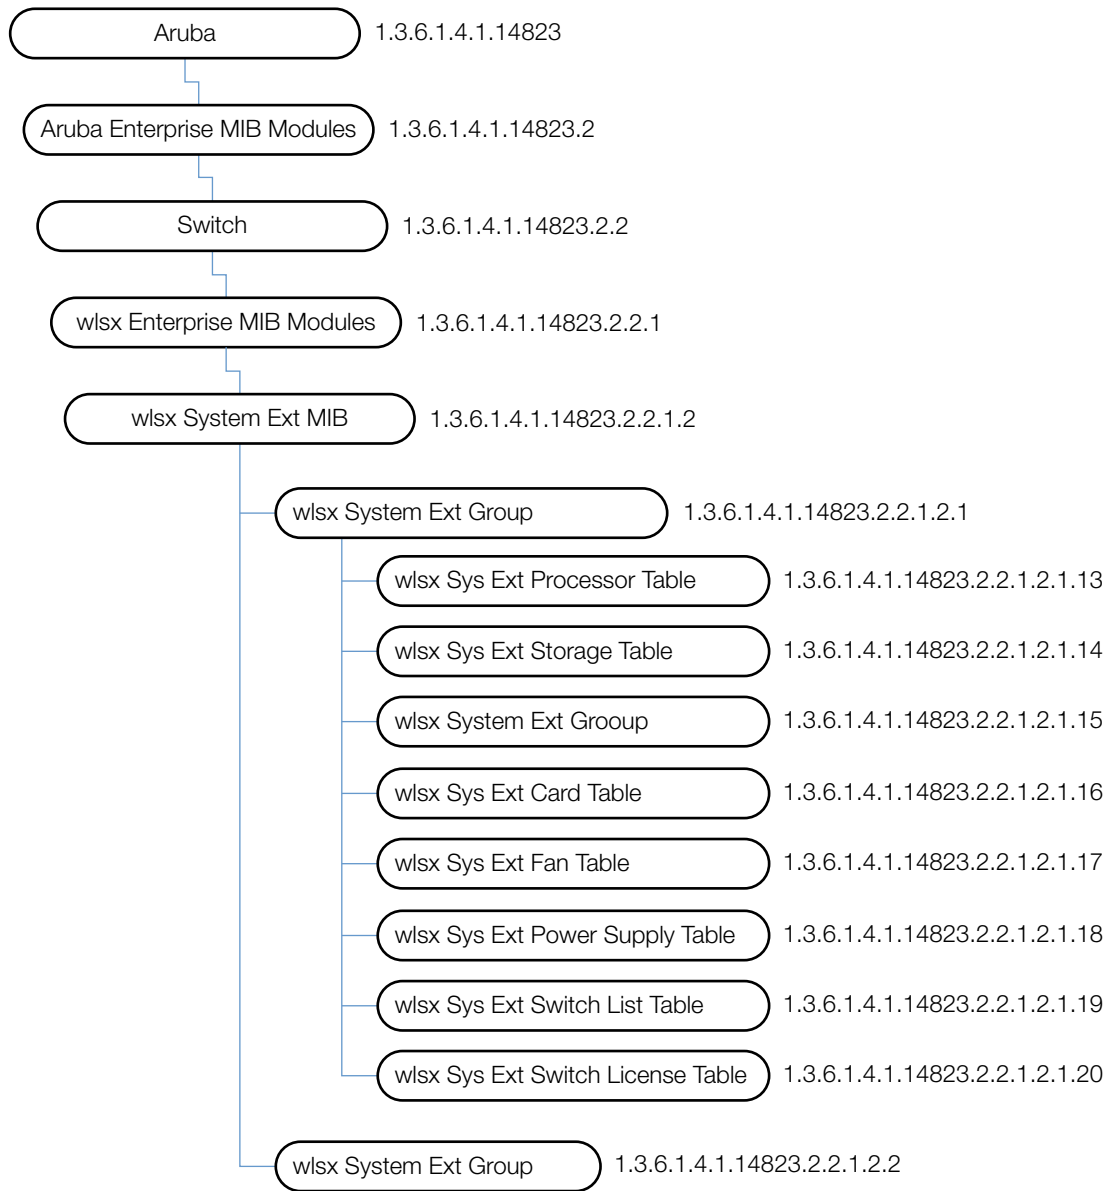 Aruba 1.3.6.1.4.1.14823
Aruba Enterprise MIB Modules 1.3.6.1.4.1.14823.2
Switch 1.3.6.1.4.1.14823.2.2
wlsx Enterprise MIB Modules 1.3.6.1.4.1.14823.2.2.1
wlsx System Ext MIB 1.3.6.1.4.1.14823.2.2.1.2
wlsx System Ext Group 1.3.6.1.4.1.14823.2.2.1.2.1
wlsx Sys Ext Processor Table 1.3.6.1.4.1.14823.2.2.1.2.1.13
wlsx Sys Ext Storage Table 1.3.6.1.4.1.14823.2.2.1.2.1.14
wlsx System Ext Grooup 1.3.6.1.4.1.14823.2.2.1.2.1.15
wlsx Sys Ext Card Table 1.3.6.1.4.1.14823.2.2.1.2.1.16
wlsx Sys Ext Fan Table 1.3.6.1.4.1.14823.2.2.1.2.1.17
wlsx Sys Ext Power Supply Table 1.3.6.1.4.1.14823.2.2.1.2.1.18
wlsx Sys Ext Switch List Table 1.3.6.1.4.1.14823.2.2.1.2.1.19
wlsx Sys Ext Switch License Table 1.3.6.1.4.1.14823.2.2.1.2.1.20
wlsx System Ext Group 1.3.6.1.4.1.14823.2.2.1.2.2